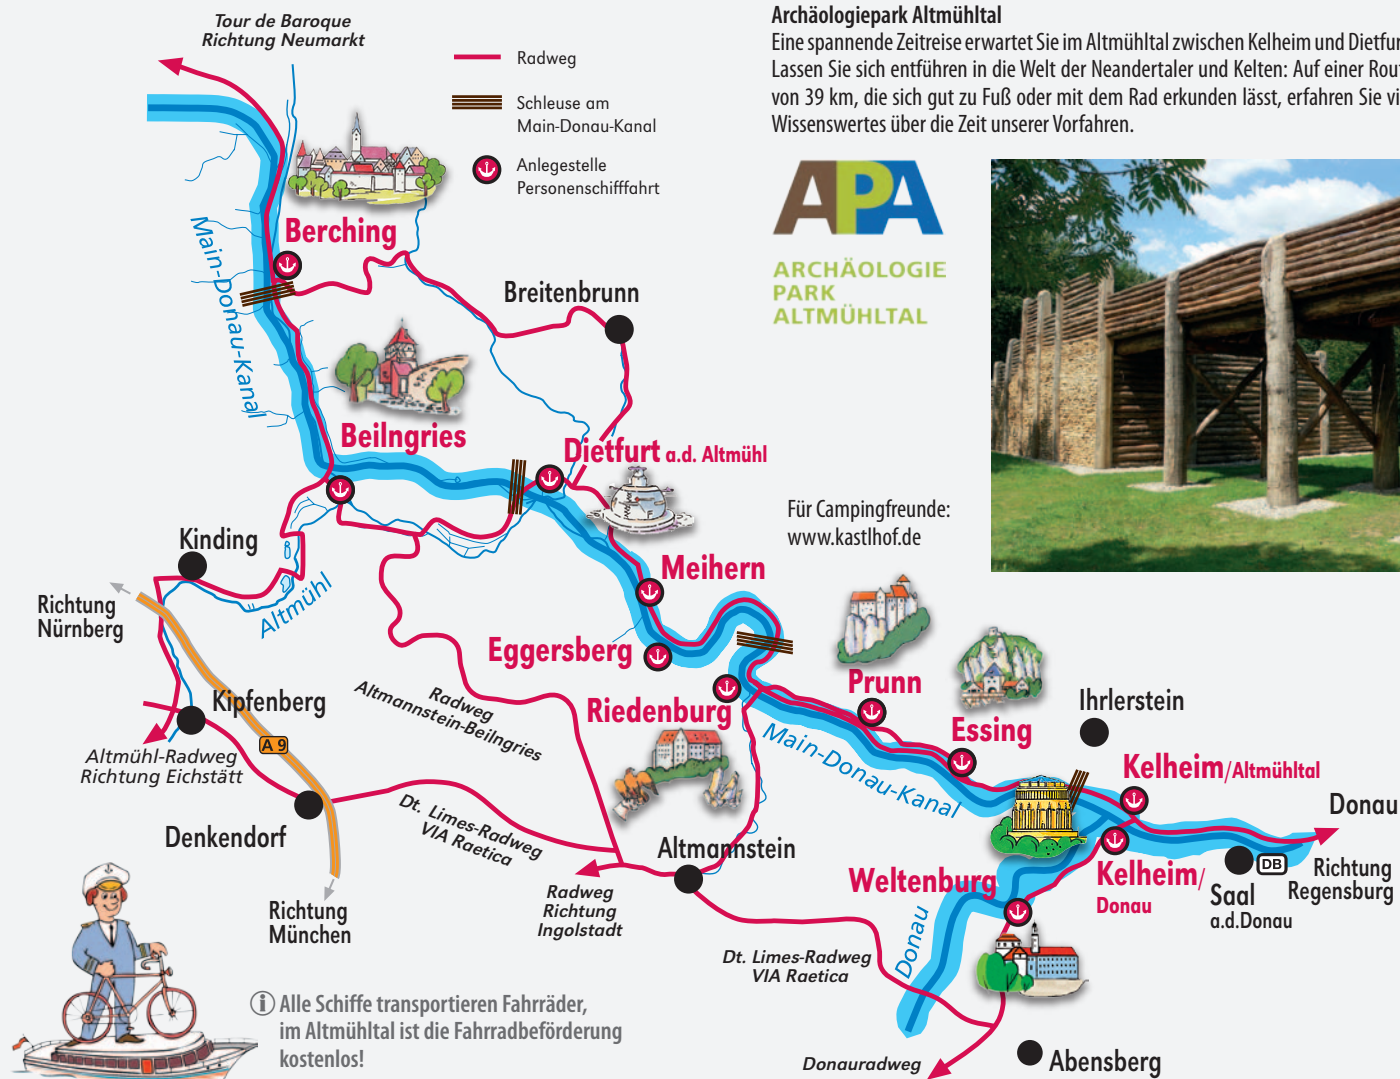 Tour de Baroque
Richtung Neumarkt
Radweg
Schleuse am
Main-Donau-Kanal
Anlegestelle
Personenschifffahrt
Archäologiepark Altmühltal
Eine spannende Zeitreise erwartet Sie im Altmühltal zwischen Kelheim und
Lassen Sie sich entführen in die Welt der Neandertaler und Kelten: Auf einer
von 39 km, die sich gut zu Fuß oder mit dem Rad erkunden lässt, erfahren Sie
Wissenswertes über die Zeit unserer Vorfahren.
APA
ARCHÄOLOGIE
PARK
ALTMÜHLTAL
Berching
Main-Donau-Kanal
Breitenbrunn
Beilngries
Dietfurt a.d. Altmühl
Für Campingfreunde:
www.kastlhof.de
Kinding
Altmühl
Richtung
Nürnberg
Meihern
Eggersberg
Radweg
Altmannstein-Beilngries
Riedenburg
Prunn
Essing
Ihrlerstein
Kipfenberg
A 9
Altmühl-Radweg
Richtung Eichstätt
Main-Donau-Kanal
Kelheim/Altmühltal
Donau
Denkendorf
Dt. Limes-Radweg
VIA Raetica
Altmannstein
Kelheim/
Donau
Saal
a.d.Donau
DB
Richtung
Regensburg
Weltenburg
Radweg
Richtung
Ingolstadt
Richtung
München
Donau
Dt. Limes-Radweg
VIA Raetica
i Alle Schiffe transportieren Fahrräder,
im Altmühltal ist die Fahrradbeförderung
kostenlos!
Donauradweg
Abensberg